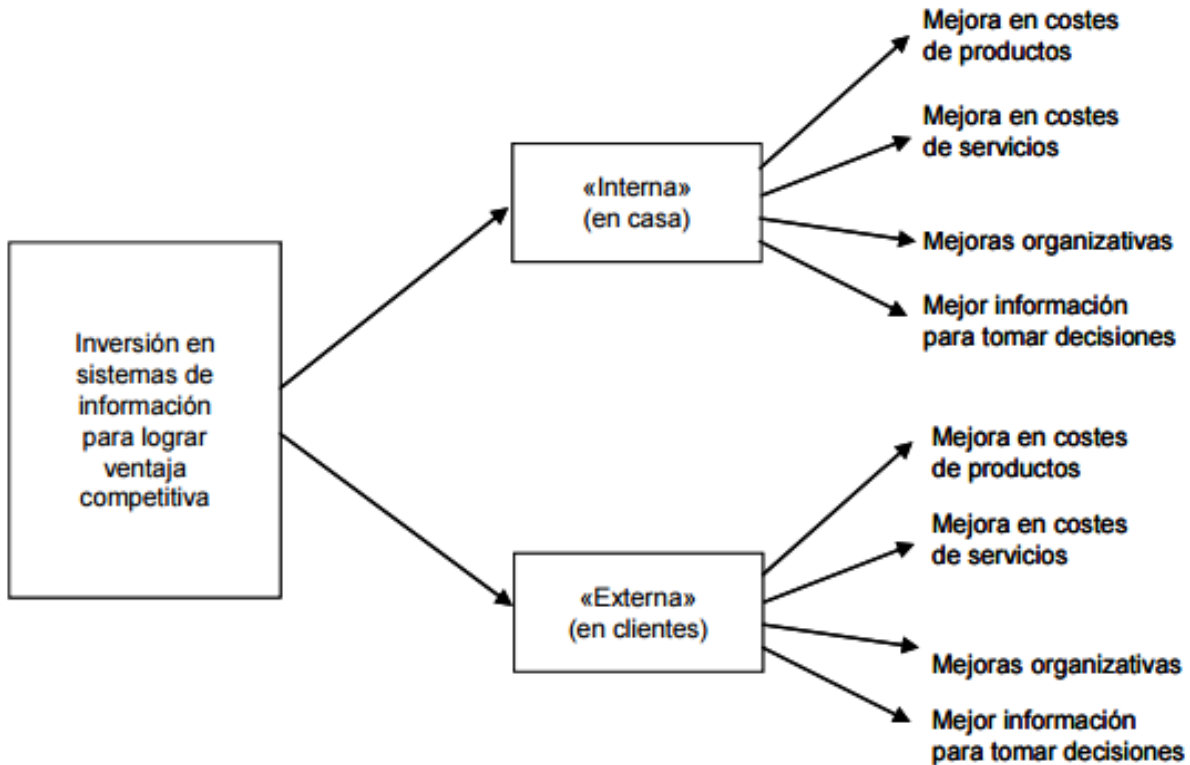 Inversión en
sistemas de
información
para lograr
ventaja
competitiva
«Interna»
(en casa)
Mejora en costes
de productos
Mejora en costes
de servicios
Mejoras organizativas
Mejor información
para tomar decisiones
«Externa»
(en clientes)
Mejora en costes
de productos
Mejora en costes
de servicios
Mejoras organizativas
Mejor información
para tomar decisiones